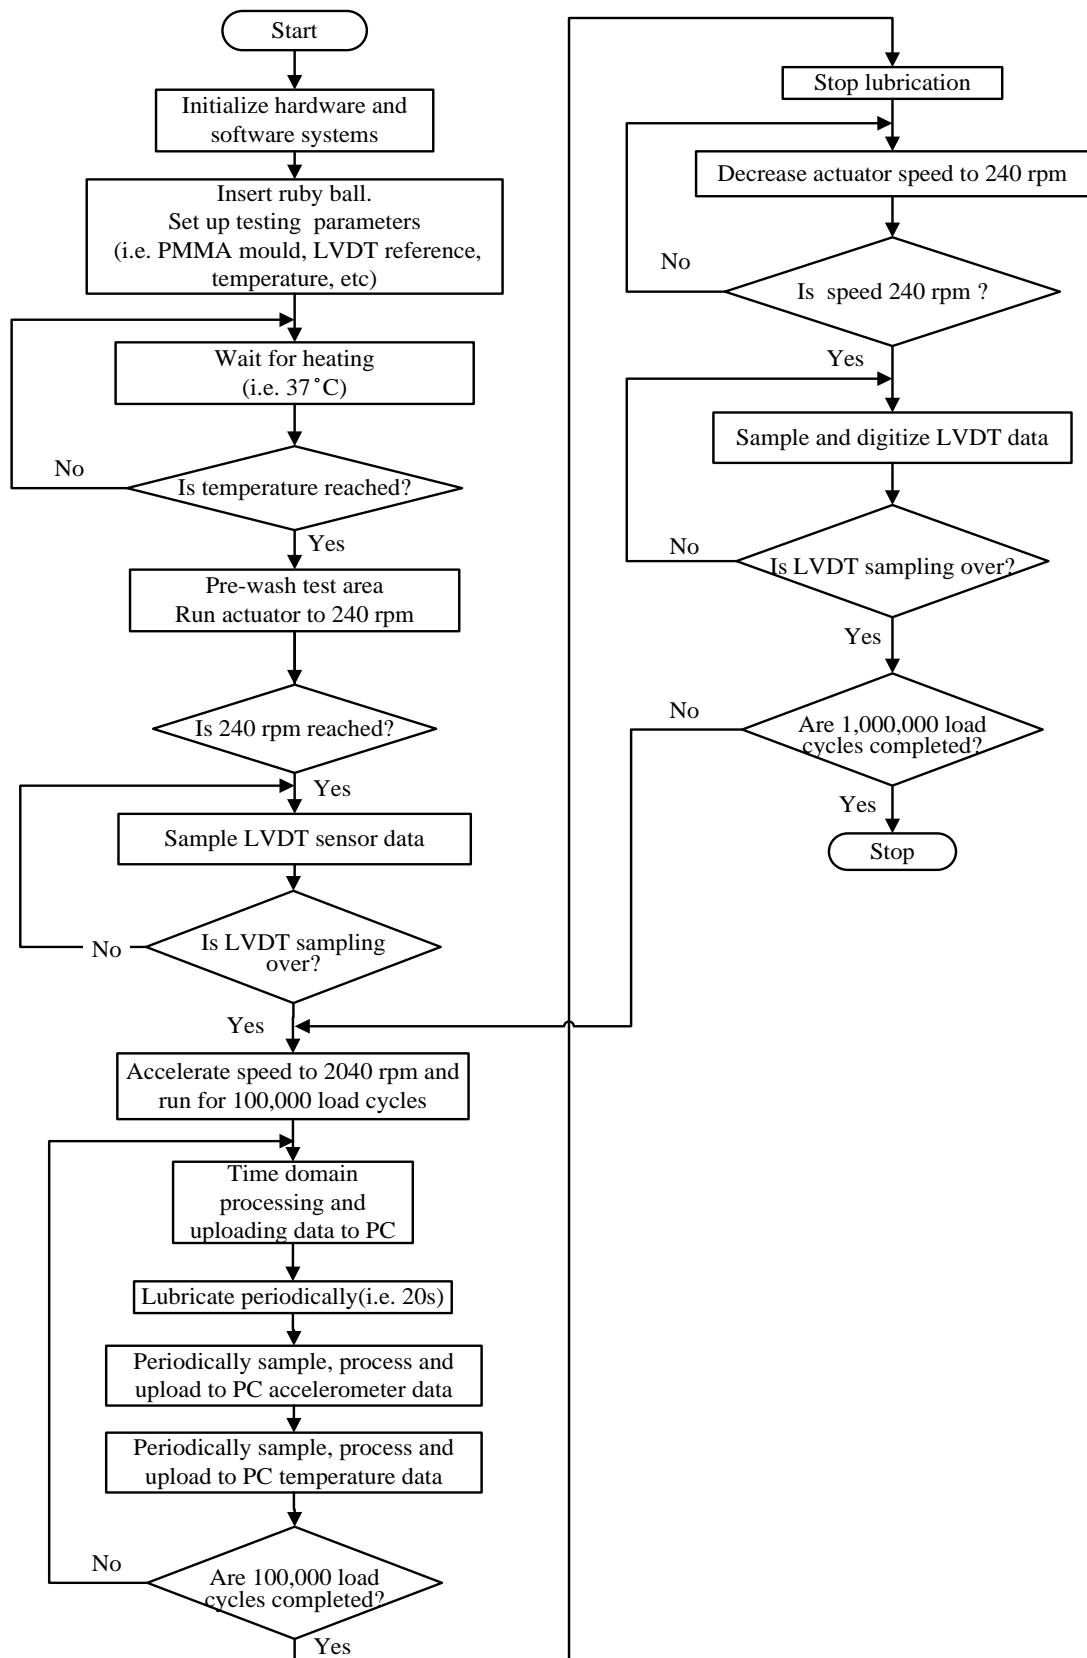 Start
Initialize hardware and
software systems
Insert ruby ball.
Set up testing parameters
(i.e. PMMA mould, LVDT reference,
temperature, etc)
Wait for heating
(i.e. 37˚C)
No
Is temperature reached?
Yes
Pre-wash test area
Run actuator to 240 rpm
Is 240 rpm reached?
Yes
Sample LVDT sensor data
No
Is LVDT sampling
over?
Yes
Accelerate speed to 2040 rpm and
run for 100,000 load cycles
Time domain
processing and
uploading data to PC
Lubricate periodically(i.e. 20s)
Periodically sample, process and
upload to PC accelerometer data
Periodically sample, process and
upload to PC temperature data
No
Are 100,000 load
cycles completed?
Yes
Stop lubrication
Decrease actuator speed to 240 rpm
No
Is speed 240 rpm ?
Yes
Sample and digitize LVDT data
No
Is LVDT sampling over?
Yes
No
Are 1,000,000 load
cycles completed?
Yes
Stop